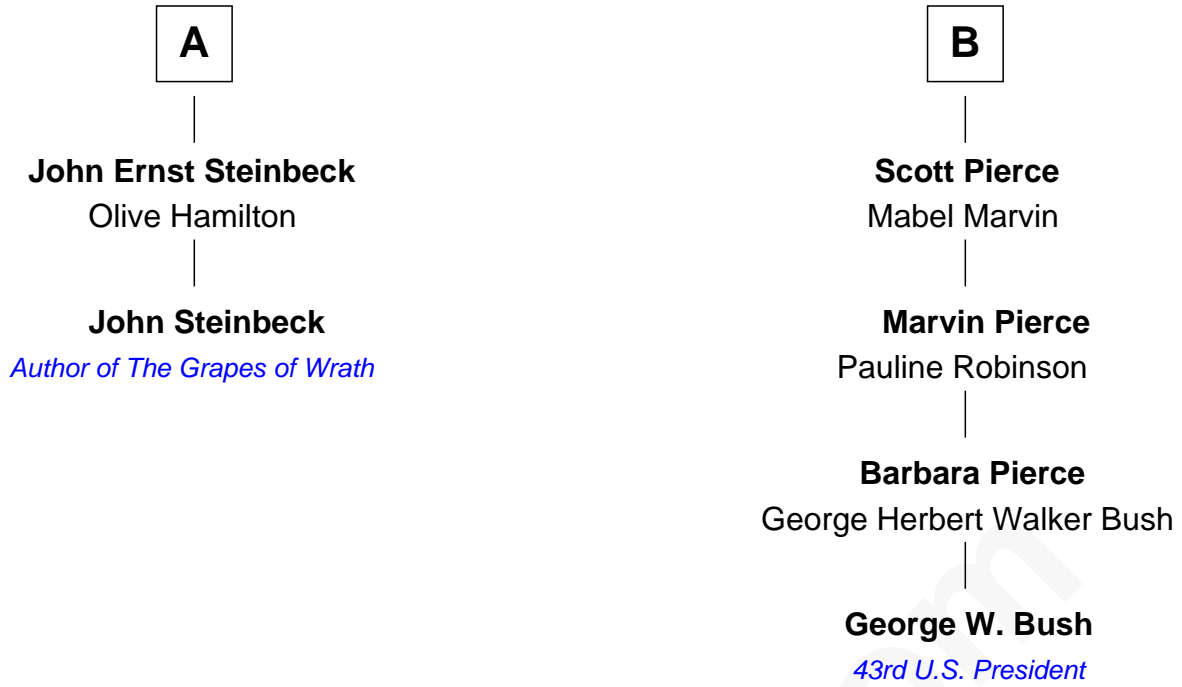 A
John Ernst Steinbeck
Olive Hamilton
John Steinbeck
Author of The Grapes of Wrath
B
Scott Pierce
Mabel Marvin
Marvin Pierce
Pauline Robinson
Barbara Pierce
George Herbert Walker Bush
George W. Bush
43rd U.S. President